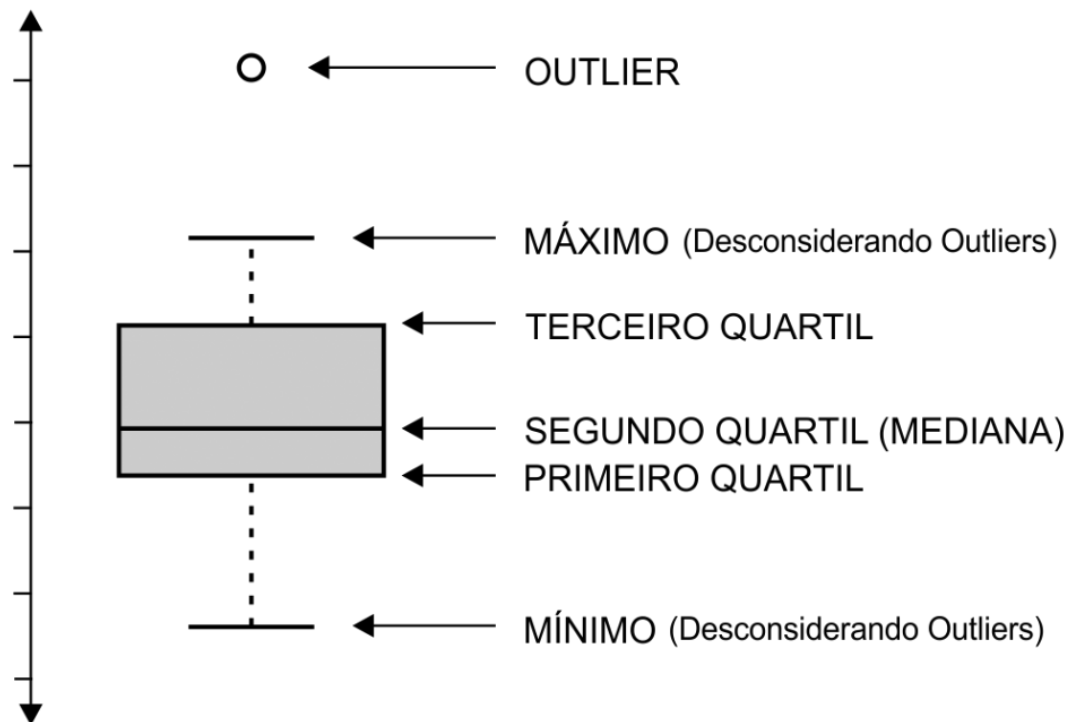 OUTLIER
MÁXIMO (Desconsiderando Outliers)
TERCEIRO QUARTIL
SEGUNDO QUARTIL (MEDIANA)
PRIMEIRO QUARTIL
MÍNIMO (Desconsiderando Outliers)